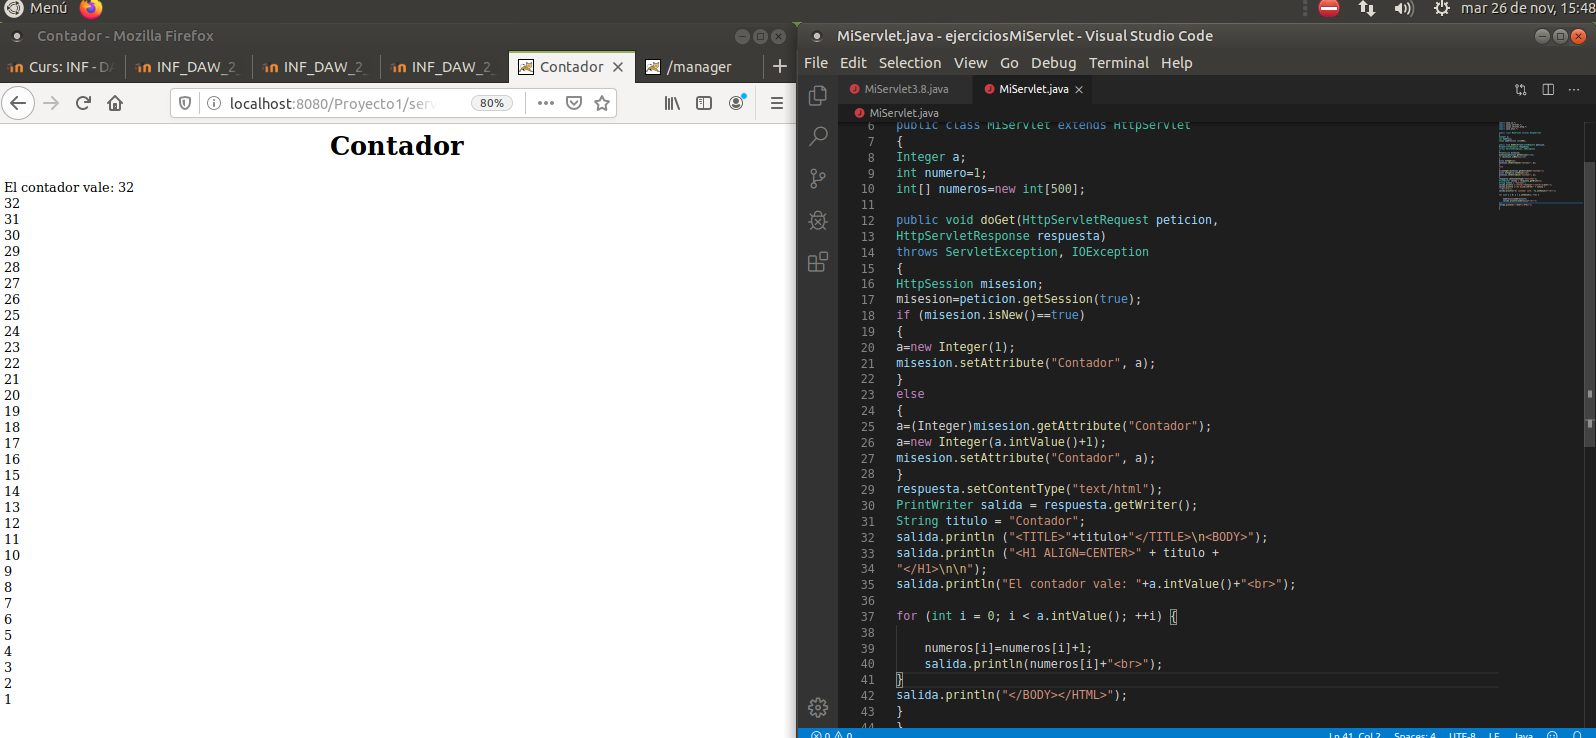 Menú
mar 26 de nov, 15:48
Contador - Mozilla Firefox
Curs: INF - DA
INF_DAW_2_
INF_DAW_2_
INF_DAW_2_
Contador
/manager
localhost:8080/Proyecto1/serv
80%
Contador
El contador vale: 32
32
31
30
29
28
27
26
25
24
23
22
21
20
19
18
17
16
15
14
13
12
11
10
9
8
7
6
5
4
3
2
1
MiServlet.java - ejerciciosMiServlet - Visual Studio Code
File Edit Selection View Go Debug Terminal Help
MiServlet3.8.java
MiServlet.java
MiServlet.java
6 public class MiServlet extends HttpServlet
7 {
8 Integer a;
9 int numero=1;
10 int[] numeros=new int[500];
11
12 public void doGet(HttpServletRequest peticion,
13 HttpServletResponse respuesta)
14 throws ServletException, IOException
15 {
16 HttpSession misesion;
17 misesion=peticion.getSession(true);
18 if (misesion.isNew()==true)
19 {
20 a=new Integer(1);
21 misesion.setAttribute("Contador", a);
22 }
23 else
24 {
25 a=(Integer)misesion.getAttribute("Contador");
26 a=new Integer(a.intValue()+1);
27 misesion.setAttribute("Contador", a);
28 }
29 respuesta.setContentType("text/html");
30 PrintWriter salida = respuesta.getWriter();
31 String titulo = "Contador";
32 salida.println ("<TITLE>"+titulo+"</TITLE>\n<BODY>");
33 salida.println ("<H1 ALIGN=CENTER>" + titulo +
34 "</H1>\n\n");
35 salida.println("El contador vale: "+a.intValue()+"<br>");
36
37 for (int i = 0; i < a.intValue(); ++i) {
38
39 numeros[i]=numeros[i]+1;
40 salida.println(numeros[i]+"<br>");
41 }
42 salida.println("</BODY></HTML>");
43 }
44 }
0 0
Ln 41, Col 2 Spaces: 4 UTF-8 LF Java